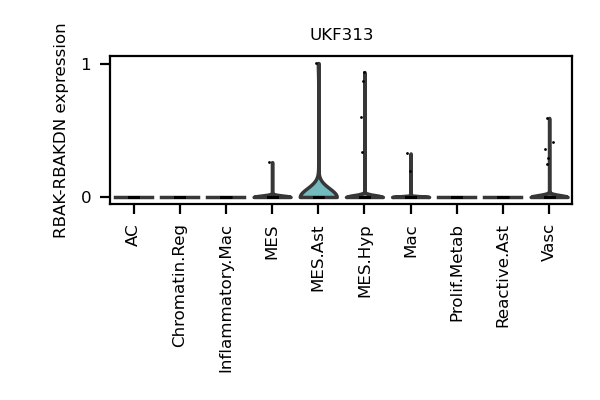 UKF313
RBAK-RBAKDN expression
1
0
AC
Chromatin.Reg
Inflammatory.Mac
MES
MES.Ast
MES.Hyp
Mac
Prolif.Metab
Reactive.Ast
Vasc